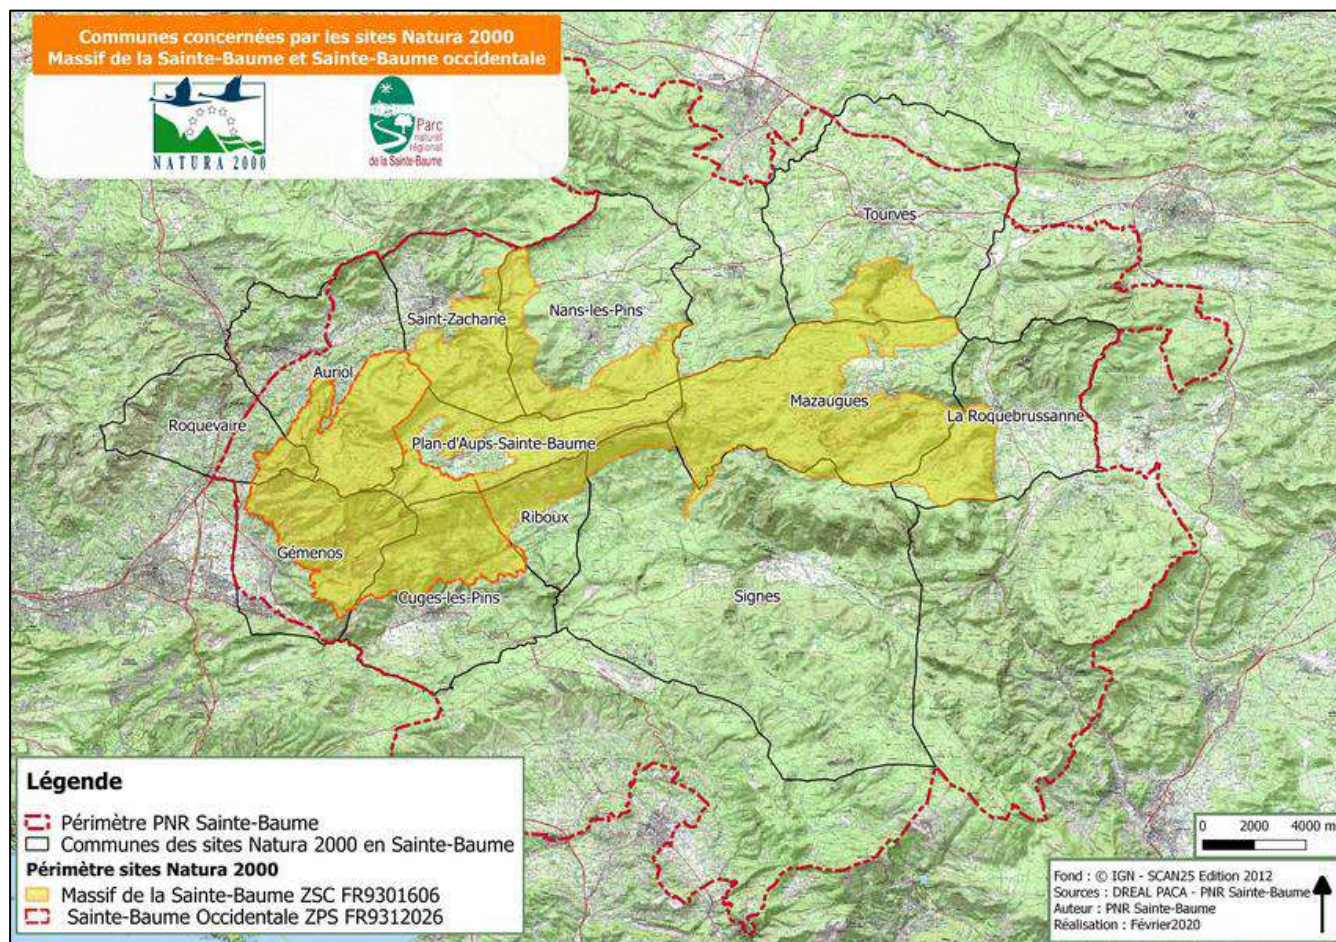 Communes concernées par les sites Natura 2000
Massif de la Sainte-Baume et Sainte-Baume occidentale
NATURA 2000
Parc
naturel
régional
de la Sainte-Baume
Tourves
Saint-Zacharie
Nans-les-Pins
Auriol
Roquevaire
Mazaugues
La Roquebrussanne
Plan-d'Aups-Sainte-Baume
Riboux
Gémenos
Cuges-les-Pins
Signes
Légende
Périmètre PNR Sainte-Baume
Communes des sites Natura 2000 en Sainte-Baume
Périmètre sites Natura 2000
Massif de la Sainte-Baume ZSC FR9301606
Sainte-Baume Occidentale ZPS FR9312026
0 2000 4000 m
Fond : © IGN - SCAN25 Edition 2012
Sources : DREAL PACA - PNR Sainte-Baume
Auteur : PNR Sainte-Baume
Réalisation : Février2020